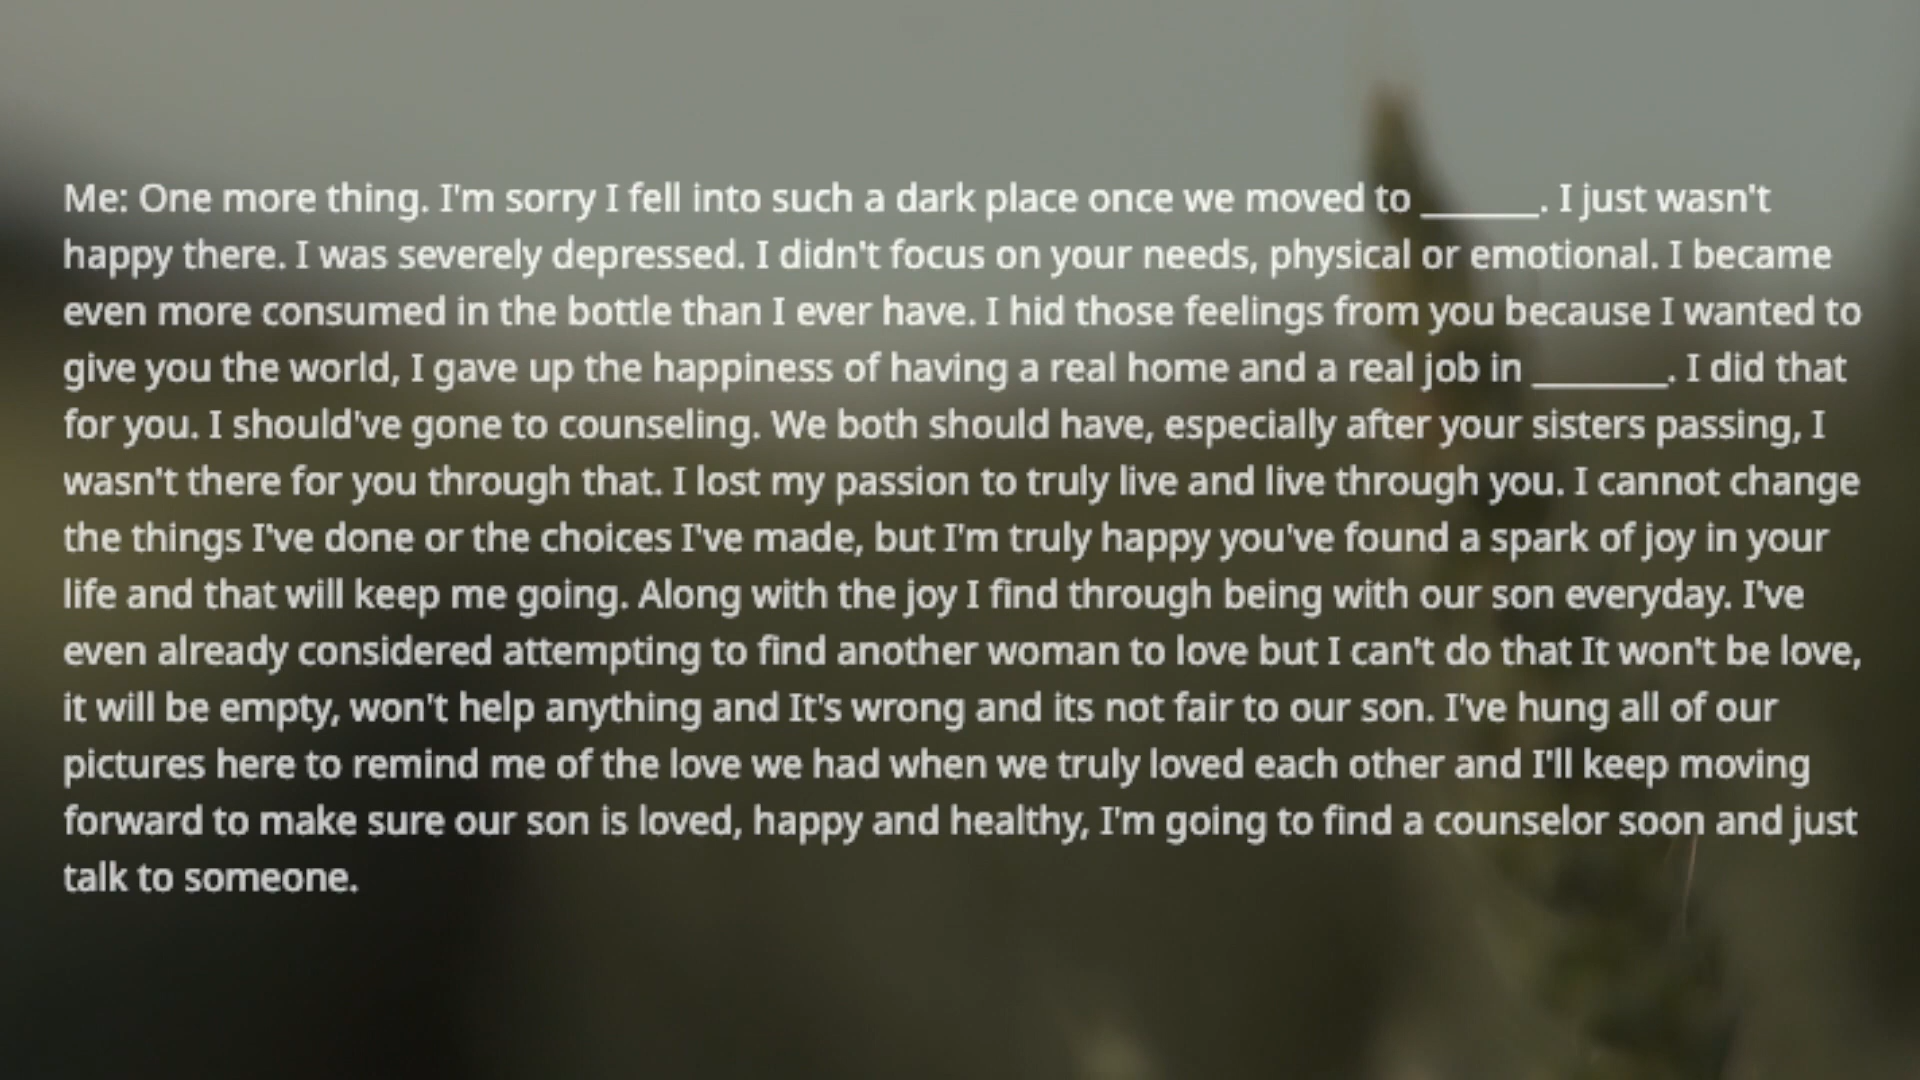 Me: One more thing. I'm sorry I fell into such a dark place once we moved to ______. I just wasn't
happy there. I was severely depressed. I didn't focus on your needs, physical or emotional. I became
even more consumed in the bottle than I ever have. I hid those feelings from you because I wanted to
give you the world, I gave up the happiness of having a real home and a real job in _______. I did that
for you. I should've gone to counseling. We both should have, especially after your sisters passing, I
wasn't there for you through that. I lost my passion to truly live and live through you. I cannot change
the things I've done or the choices I've made, but I'm truly happy you've found a spark of joy in your
life and that will keep me going. Along with the joy I find through being with our son everyday. I've
even already considered attempting to find another woman to love but I can't do that It won't be love,
it will be empty, won't help anything and It's wrong and its not fair to our son. I've hung all of our
pictures here to remind me of the love we had when we truly loved each other and I'll keep moving
forward to make sure our son is loved, happy and healthy, I'm going to find a counselor soon and just
talk to someone.